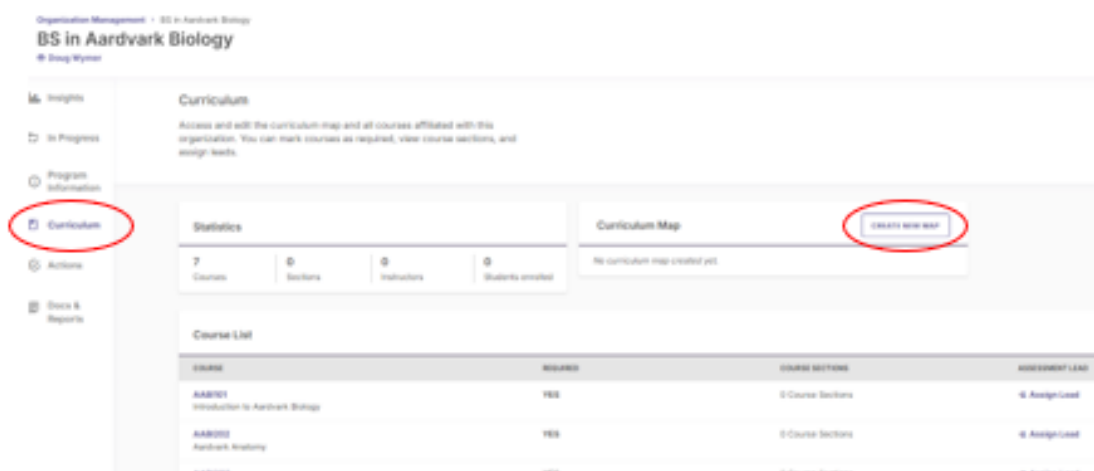 Organization Management › BS in Aardvark Biology
BS in Aardvark Biology
Doug Wymer
Insights
In Progress
Program
Information
Curriculum
Actions
Docs &
Reports
Curriculum
Access and edit the curriculum map and all courses affiliated with this
organization. You can mark courses as required, view course sections, and
assign leads.
Statistics
7
Courses
0
Sections
0
Instructors
0
Students enrolled
Curriculum Map
CREATE NEW MAP
No curriculum map created yet.
Course List
COURSE REQUIRED COURSE SECTIONS ASSESSMENT LEAD
AAB101 YES 0 Course Sections Assign Lead
Introduction to Aardvark Biology
AAB202 YES 0 Course Sections Assign Lead
Aardvark Anatomy